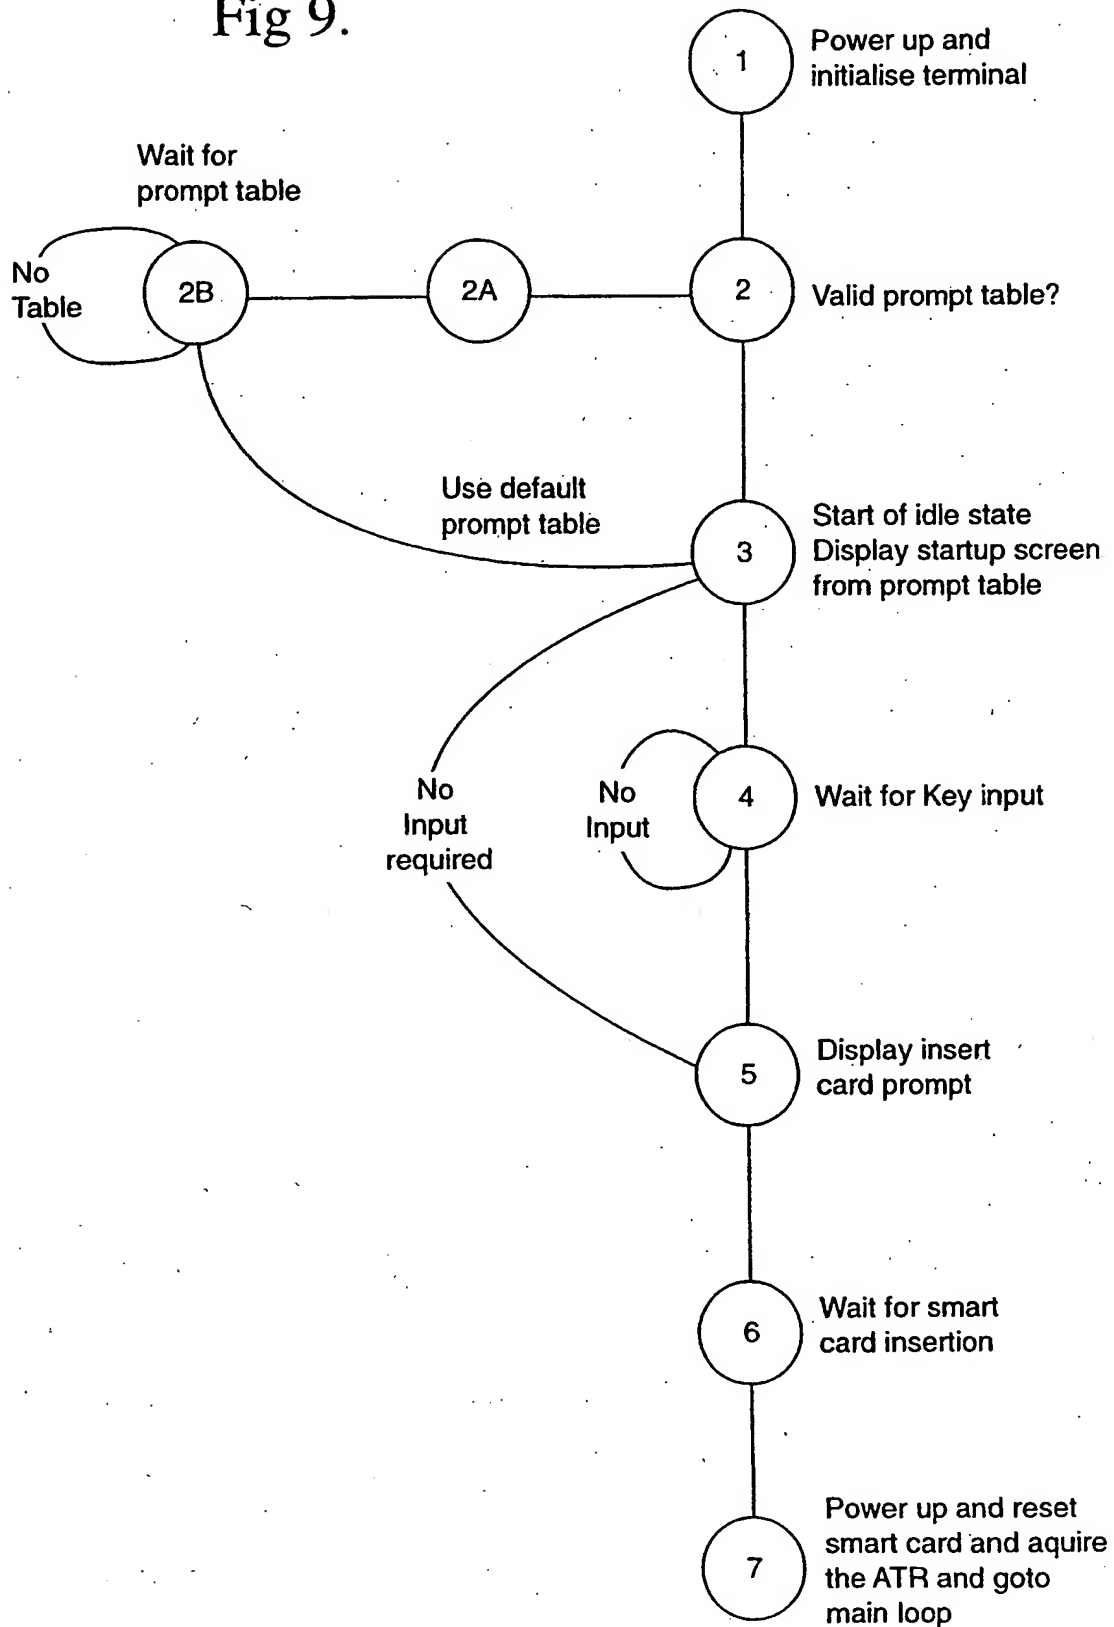 Fig 9.
1
Power up and
initialise terminal
Wait for
prompt table
No
Table
2B
2A
2
Valid prompt table?
Use default
prompt table
3
Start of idle state
Display startup screen
from prompt table
No
Input
required
No
Input
4
Wait for Key input
5
Display insert
card prompt
6
Wait for smart
card insertion
7
Power up and reset
smart card and aquire
the ATR and goto
main loop